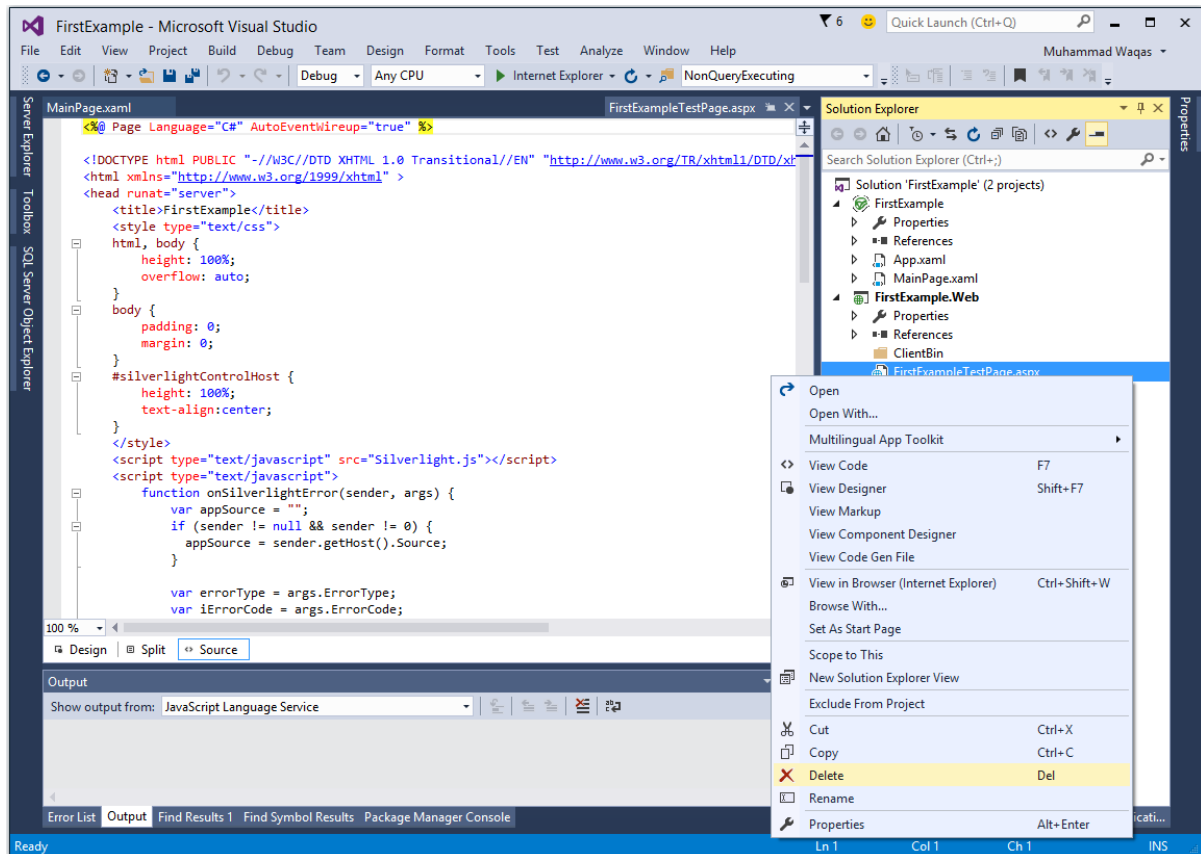 FirstExample - Microsoft Visual Studio
6
Quick Launch (Ctrl+Q)
File Edit View Project Build Debug Team Design Format Tools Test Analyze Window Help
Muhammad Waqas
Debug Any CPU Internet Explorer NonQueryExecuting
Server Explorer
Toolbox
SQL Server Object Explorer
MainPage.xaml
FirstExampleTestPage.aspx
<%@ Page Language="C#" AutoEventWireup="true" %>
<!DOCTYPE html PUBLIC "-//W3C//DTD XHTML 1.0 Transitional//EN" "http://www.w3.org/TR/xhtml1/DTD/xh
<html xmlns="http://www.w3.org/1999/xhtml" >
<head runat="server">
<title>FirstExample</title>
<style type="text/css">
html, body {
height: 100%;
overflow: auto;
}
body {
padding: 0;
margin: 0;
}
#silverlightControlHost {
height: 100%;
text-align:center;
}
</style>
<script type="text/javascript" src="Silverlight.js"></script>
<script type="text/javascript">
function onSilverlightError(sender, args) {
var appSource = "";
if (sender != null && sender != 0) {
appSource = sender.getHost().Source;
}
var errorType = args.ErrorType;
var iErrorCode = args.ErrorCode;
100 %
Design Split Source
Output
Show output from: JavaScript Language Service
Error List Output Find Results 1 Find Symbol Results Package Manager Console
Solution Explorer
Search Solution Explorer (Ctrl+;)
Solution 'FirstExample' (2 projects)
FirstExample
Properties
References
App.xaml
MainPage.xaml
FirstExample.Web
Properties
References
ClientBin
FirstExampleTestPage.aspx
Properties
Open
Open With...
Multilingual App Toolkit
View Code F7
View Designer Shift+F7
View Markup
View Component Designer
View Code Gen File
View in Browser (Internet Explorer) Ctrl+Shift+W
Browse With...
Set As Start Page
Scope to This
New Solution Explorer View
Exclude From Project
Cut Ctrl+X
Copy Ctrl+C
Delete Del
Rename
Properties Alt+Enter
icati...
Ready Ln 1 Col 1 Ch 1 INS